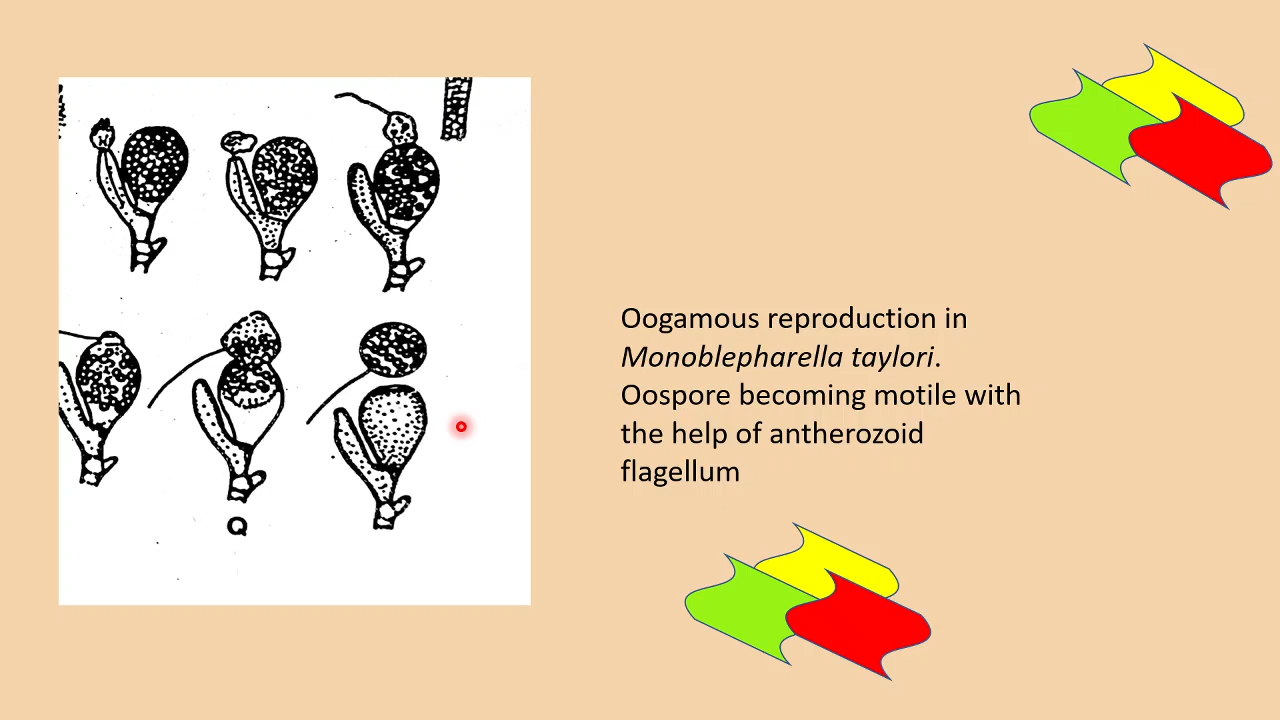 Oogamous reproduction in
Monoblepharella taylori.
Oospore becoming motile with
the help of antherozoid
flagellum
Q